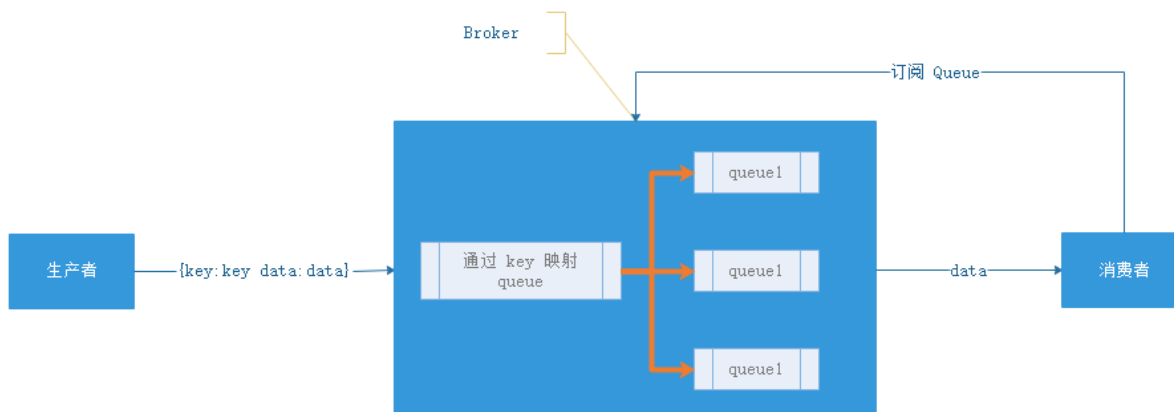 Broker
订阅 Queue
queue1
生产者
{key:key data:data}
通过 key 映射
queue
queue1
data
消费者
queue1